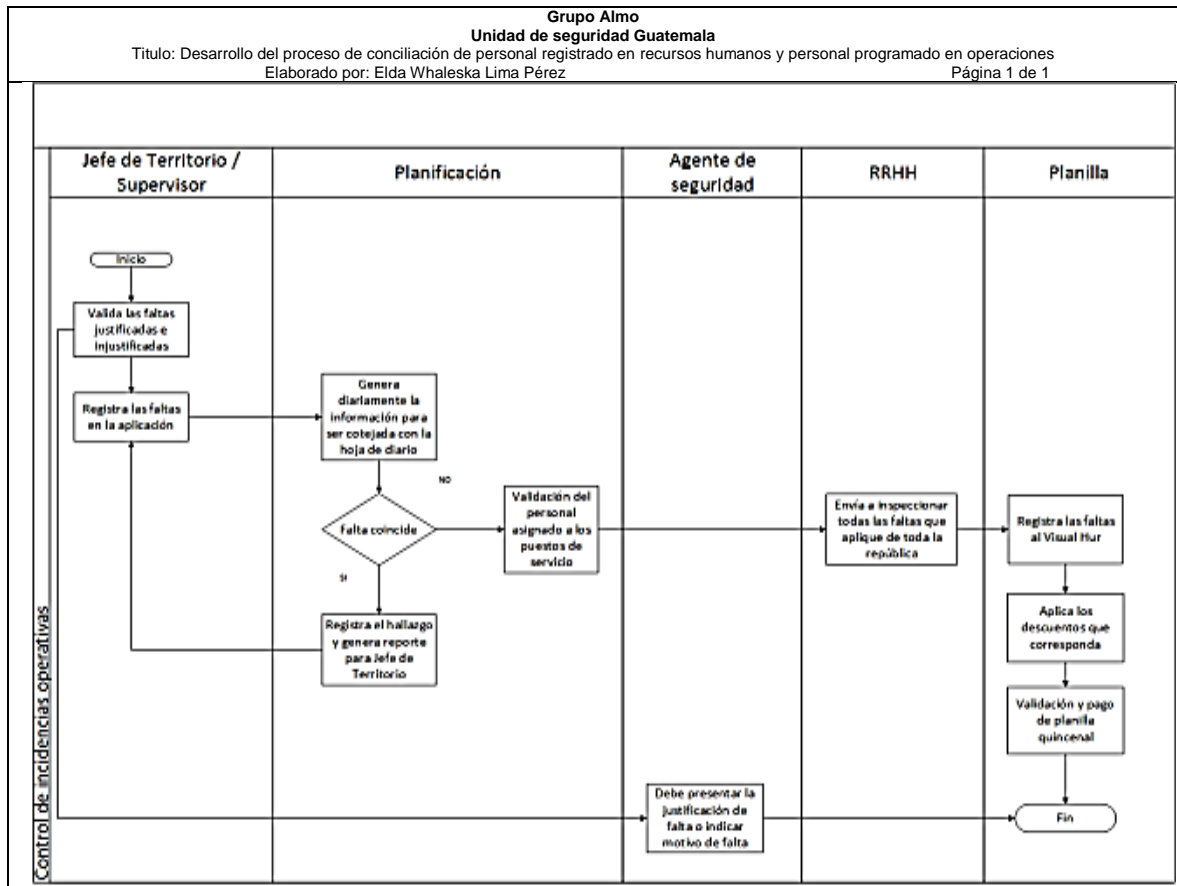 Grupo Almo
Unidad de seguridad Guatemala
Titulo: Desarrollo del proceso de conciliación de personal registrado en recursos humanos y personal programado en operaciones
Elaborado por: Elda Whaleska Lima Pérez Página 1 de 1
Jefe de Territorio /
Supervisor
Planificación
Agente de
seguridad
RRHH
Planilla
Control de incidencias operativas
Inicio
Valida las faltas
justificadas e
injustificadas
Registra las faltas
en la aplicación
Genera
diariamente la
información para
ser cotejada con la
hoja de diario
NO
Falta coincide
SI
Validación del
personal
asignado a los
puestos de
servicio
Registra el hallazgo
y genera reporte
para Jefe de
Territorio
Debe presentar la
justificación de
falta o indicar
motivo de falta
Envía a inspeccionar
todas las faltas que
aplique de toda la
república
Registra las faltas
al Visual Hur
Aplica los
descuentos que
corresponda
Validación y pago
de planilla
quincenal
Fin